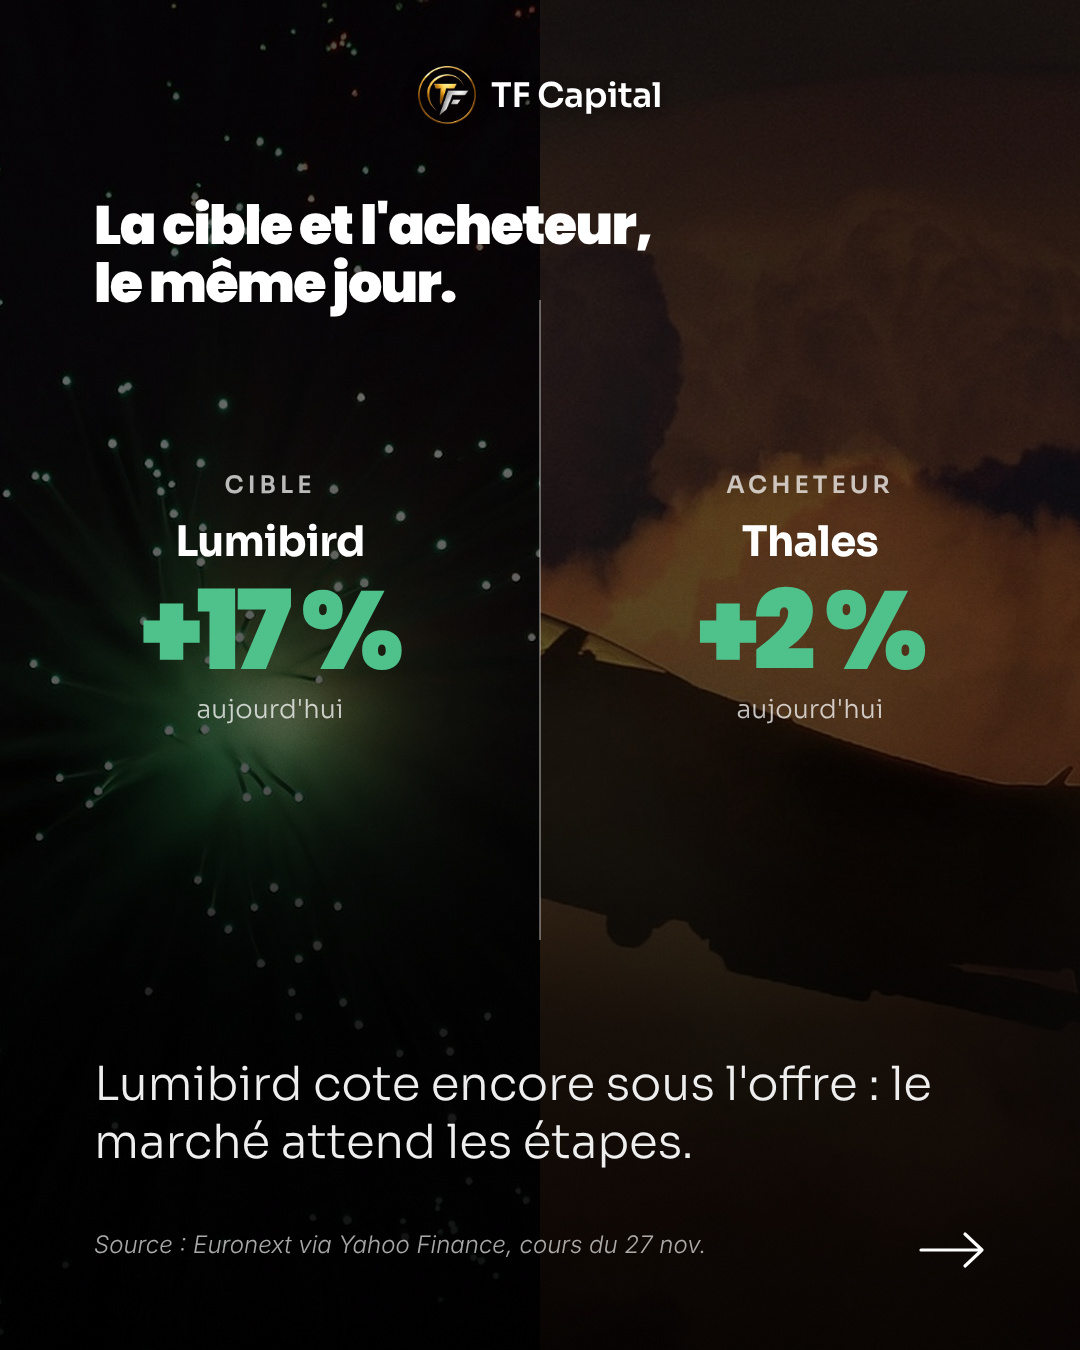 TF Capital
La cible et l'acheteur,
le même jour.
CIBLE
Lumibird
+17 %
aujourd'hui
ACHETEUR
Thales
+2 %
aujourd'hui
Lumibird cote encore sous l'offre : le
marché attend les étapes.
Source : Euronext via Yahoo Finance, cours du 27 nov.